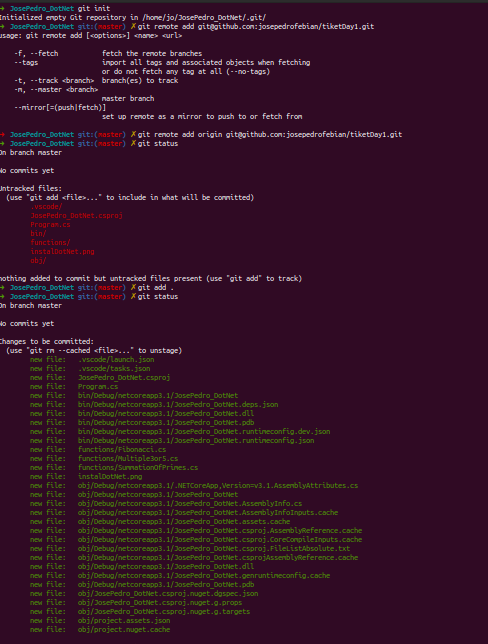 → JosePedro_DotNet git init
Initialized empty Git repository in /home/jo/JosePedro_DotNet/.git/
→ JosePedro_DotNet git:(master) ✗ git remote add git@github.com:josepedrofebian/tiketDay1.git
usage: git remote add [<options>] <name> <url>
-f, --fetch fetch the remote branches
--tags import all tags and associated objects when fetching
or do not fetch any tag at all (--no-tags)
-t, --track <branch> branch(es) to track
-m, --master <branch>
master branch
--mirror[=(push|fetch)]
set up remote as a mirror to push to or fetch from
→ JosePedro_DotNet git:(master) ✗ git remote add origin git@github.com:josepedrofebian/tiketDay1.git
→ JosePedro_DotNet git:(master) ✗ git status
On branch master
No commits yet
Untracked files:
(use "git add <file>..." to include in what will be committed)
.vscode/
JosePedro_DotNet.csproj
Program.cs
bin/
functions/
instalDotNet.png
obj/
nothing added to commit but untracked files present (use "git add" to track)
→ JosePedro_DotNet git:(master) ✗ git add .
→ JosePedro_DotNet git:(master) ✗ git status
On branch master
No commits yet
Changes to be committed:
(use "git rm --cached <file>..." to unstage)
new file: .vscode/launch.json
new file: .vscode/tasks.json
new file: JosePedro_DotNet.csproj
new file: Program.cs
new file: bin/Debug/netcoreapp3.1/JosePedro_DotNet
new file: bin/Debug/netcoreapp3.1/JosePedro_DotNet.deps.json
new file: bin/Debug/netcoreapp3.1/JosePedro_DotNet.dll
new file: bin/Debug/netcoreapp3.1/JosePedro_DotNet.pdb
new file: bin/Debug/netcoreapp3.1/JosePedro_DotNet.runtimeconfig.dev.json
new file: bin/Debug/netcoreapp3.1/JosePedro_DotNet.runtimeconfig.json
new file: functions/Fibonacci.cs
new file: functions/Multiple3or5.cs
new file: functions/SummationOfPrimes.cs
new file: instalDotNet.png
new file: obj/Debug/netcoreapp3.1/.NETCoreApp,Version=v3.1.AssemblyAttributes.cs
new file: obj/Debug/netcoreapp3.1/JosePedro_DotNet
new file: obj/Debug/netcoreapp3.1/JosePedro_DotNet.AssemblyInfo.cs
new file: obj/Debug/netcoreapp3.1/JosePedro_DotNet.AssemblyInfoInputs.cache
new file: obj/Debug/netcoreapp3.1/JosePedro_DotNet.assets.cache
new file: obj/Debug/netcoreapp3.1/JosePedro_DotNet.csproj.AssemblyReference.cache
new file: obj/Debug/netcoreapp3.1/JosePedro_DotNet.csproj.CoreCompileInputs.cache
new file: obj/Debug/netcoreapp3.1/JosePedro_DotNet.csproj.FileListAbsolute.txt
new file: obj/Debug/netcoreapp3.1/JosePedro_DotNet.csprojAssemblyReference.cache
new file: obj/Debug/netcoreapp3.1/JosePedro_DotNet.dll
new file: obj/Debug/netcoreapp3.1/JosePedro_DotNet.genruntimeconfig.cache
new file: obj/Debug/netcoreapp3.1/JosePedro_DotNet.pdb
new file: obj/JosePedro_DotNet.csproj.nuget.dgspec.json
new file: obj/JosePedro_DotNet.csproj.nuget.g.props
new file: obj/JosePedro_DotNet.csproj.nuget.g.targets
new file: obj/project.assets.json
new file: obj/project.nuget.cache